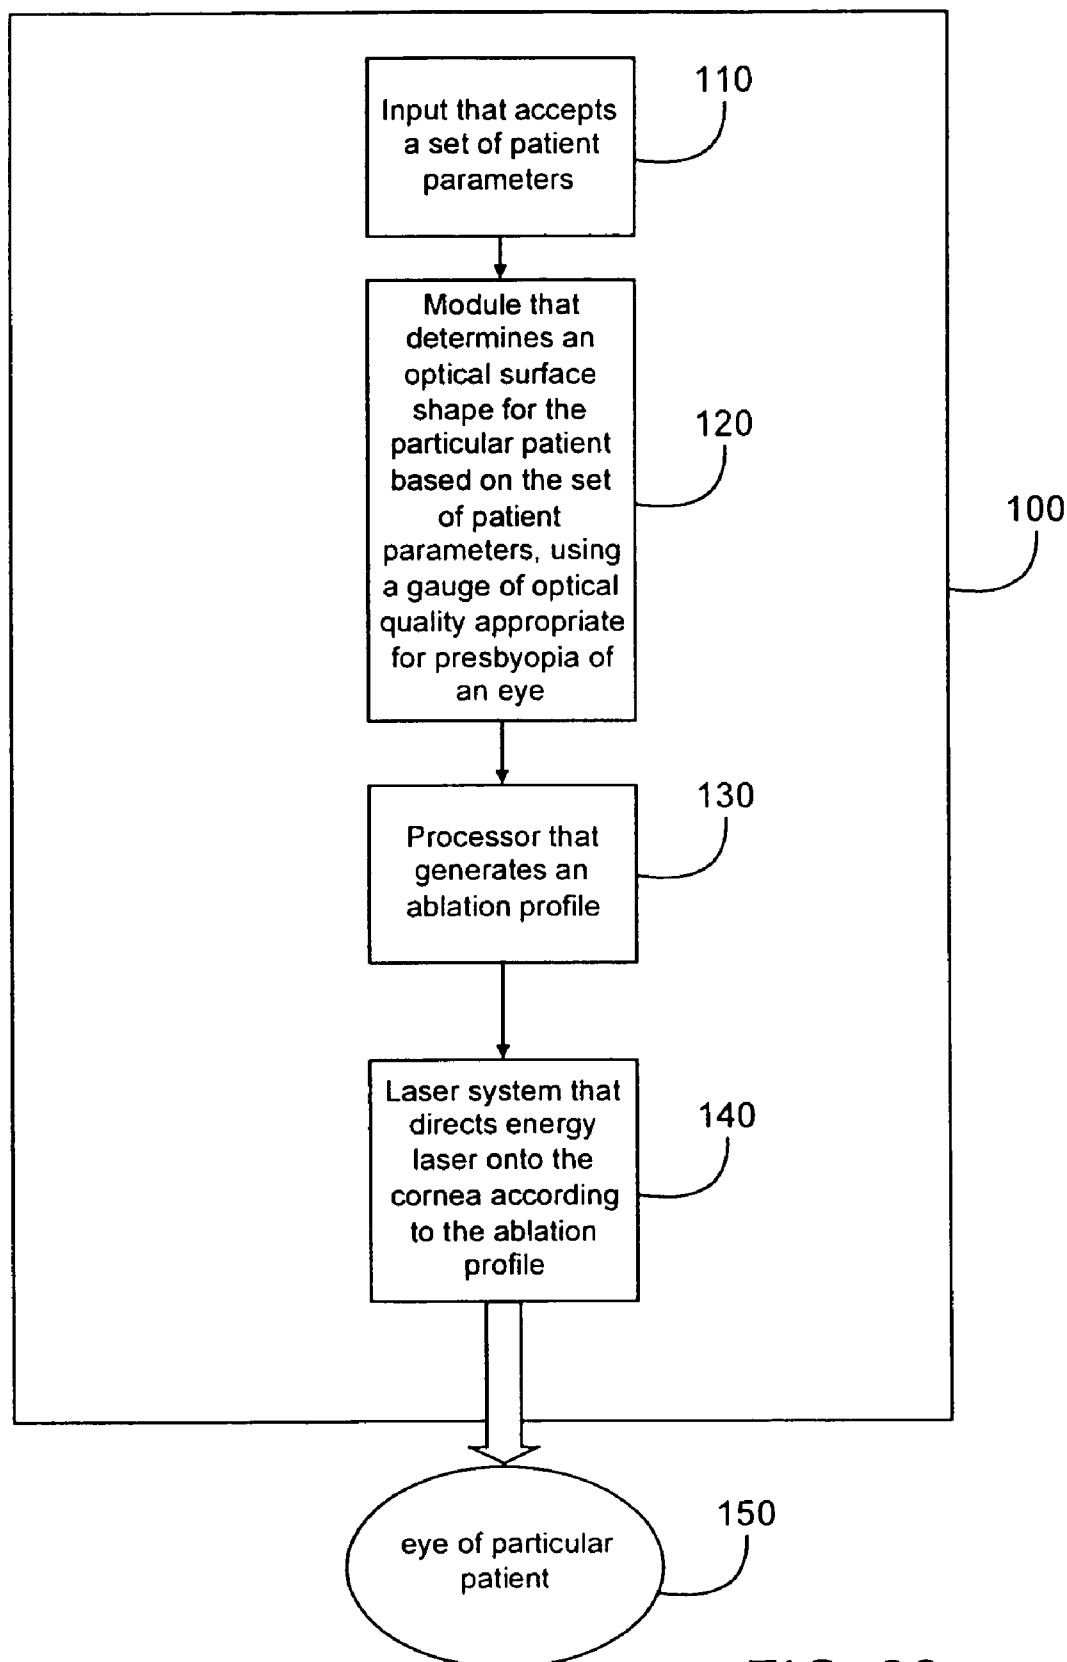 Input that accepts
a set of patient
parameters
110
Module that
determines an
optical surface
shape for the
particular patient
based on the set
of patient
parameters, using
a gauge of optical
quality appropriate
for presbyopia of
an eye
120
100
Processor that
generates an
ablation profile
130
Laser system that
directs energy
laser onto the
cornea according
to the ablation
profile
140
eye of particular
patient
150